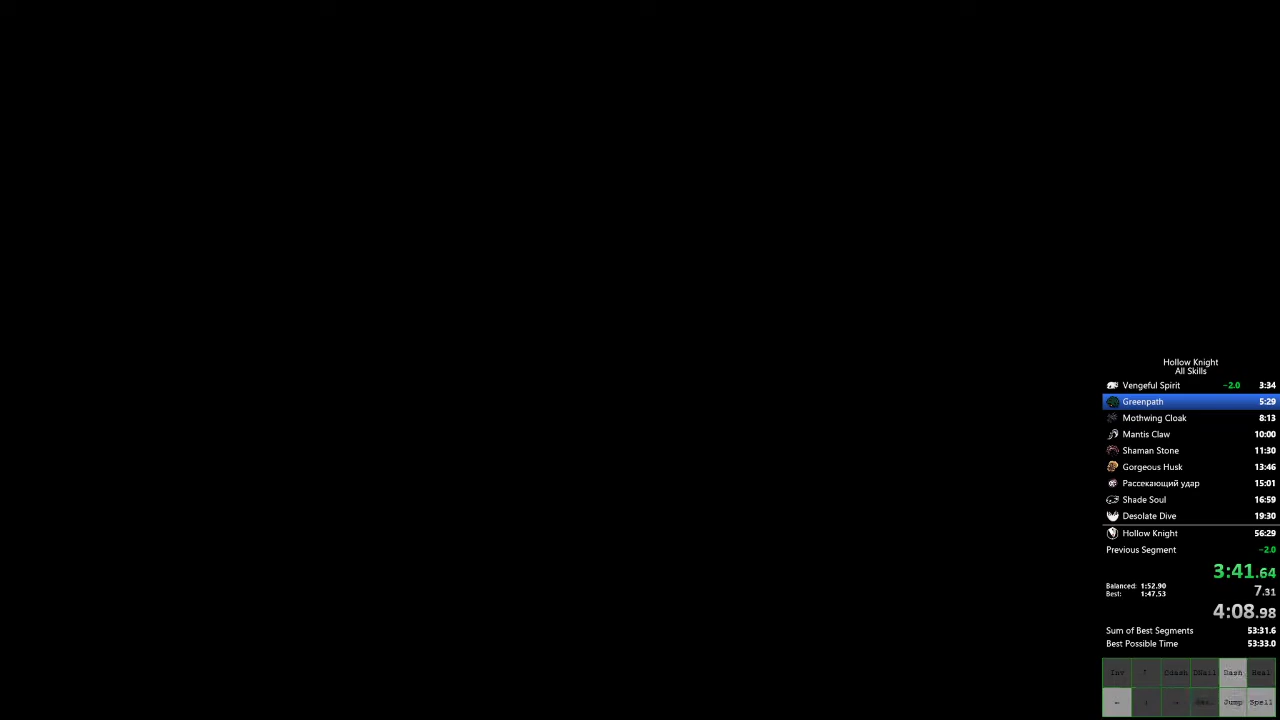 Hollow Knight
All Skills
Vengeful Spirit -2.0 3:34
Greenpath 5:29
Mothwing Cloak 8:13
Mantis Claw 10:00
Shaman Stone 11:30
Gorgeous Husk 13:46
Рассекающий удар 15:01
Shade Soul 16:59
Desolate Dive 19:30
Hollow Knight 56:29
Previous Segment -2.0
3:41.64
Balanced: 1:52.90
Best: 1:47.53
7.31
4:08.98
Sum of Best Segments 53:31.6
Best Possible Time 53:33.0
Inv ↑ Cdash DNail Dash Heal
← ↓ → Jump Spell